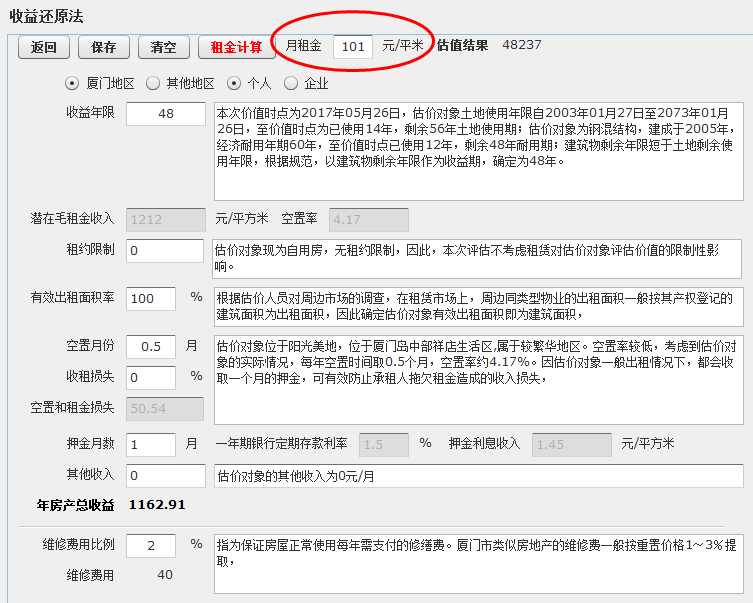 收益还原法
返回 保存 清空 租金计算 月租金 101 元/平米 估值结果 48237
厦门地区 其他地区 个人 企业
收益年限 48
本次价值时点为2017年05月26日，估价对象土地使用年限自2003年01月27日至2073年01月
26日，至价值时点为已使用14年，剩余56年土地使用期；估价对象为钢混结构，建成于2005年，
经济耐用年期60年，至价值时点已使用12年，剩余48年耐用期；建筑物剩余年限短于土地剩余使
用年限，根据规范，以建筑物剩余年限作为收益期，确定为48年。
潜在毛租金收入 1212 元/平方米 空置率 4.17
租约限制 0
估价对象现为自用房，无租约限制，因此，本次评估不考虑租赁对估价对象评估价值的限制性影
响。
有效出租面积率 100 %
根据估价人员对周边市场的调查，在租赁市场上，周边同类型物业的出租面积一般按其产权登记的
建筑面积为出租面积，因此确定估价对象有效出租面积即为建筑面积，
空置月份 0.5 月
估价对象位于阳光美地，位于厦门岛中部祥店生活区,属于较繁华地区。空置率较低，考虑到估价对
象的实际情况，每年空置时间取0.5个月，空置率约4.17%。因估价对象一般出租情况下，都会收
取一个月的押金，可有效防止承租人拖欠租金造成的收入损失，
收租损失 0 %
空置和租金损失 50.54
押金月数 1 月 一年期银行定期存款利率 1.5 % 押金利息收入 1.45 元/平方米
其他收入 0 估价对象的其他收入为0元/月
年房产总收益 1162.91
维修费用比例 2 %
指为保证房屋正常使用每年需支付的修缮费。厦门市类似房地产的维修费一般按重置价格1～3%提
取，
维修费用 40